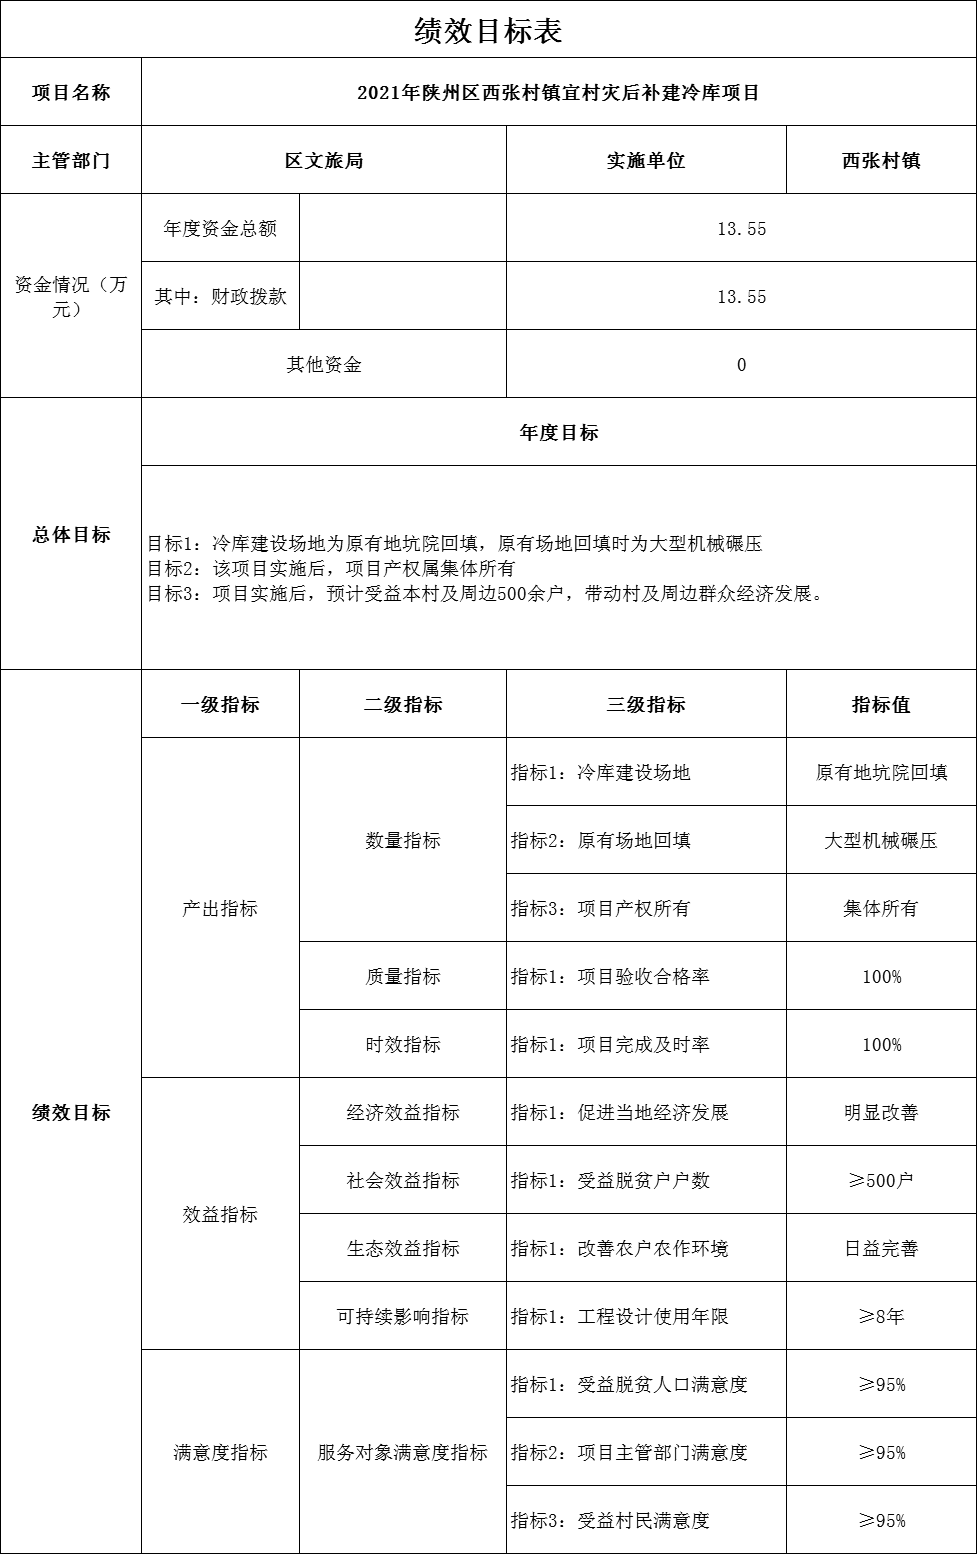 绩效目标表
项目名称
2021年陕州区西张村镇宜村灾后补建冷库项目
主管部门
区文旅局
实施单位
西张村镇
资金情况（万
元）
年度资金总额
13.55
其中：财政拨款
13.55
其他资金
0
总体目标
年度目标
目标1：冷库建设场地为原有地坑院回填，原有场地回填时为大型机械碾压
目标2：该项目实施后，项目产权属集体所有
目标3：项目实施后，预计受益本村及周边500余户，带动村及周边群众经济发展。
绩效目标
一级指标
二级指标
三级指标
指标值
产出指标
数量指标
指标1：冷库建设场地
原有地坑院回填
指标2：原有场地回填
大型机械碾压
指标3：项目产权所有
集体所有
质量指标
指标1：项目验收合格率
100%
时效指标
指标1：项目完成及时率
100%
效益指标
经济效益指标
指标1：促进当地经济发展
明显改善
社会效益指标
指标1：受益脱贫户户数
≥500户
生态效益指标
指标1：改善农户农作环境
日益完善
可持续影响指标
指标1：工程设计使用年限
≥8年
满意度指标
服务对象满意度指标
指标1：受益脱贫人口满意度
≥95%
指标2：项目主管部门满意度
≥95%
指标3：受益村民满意度
≥95%